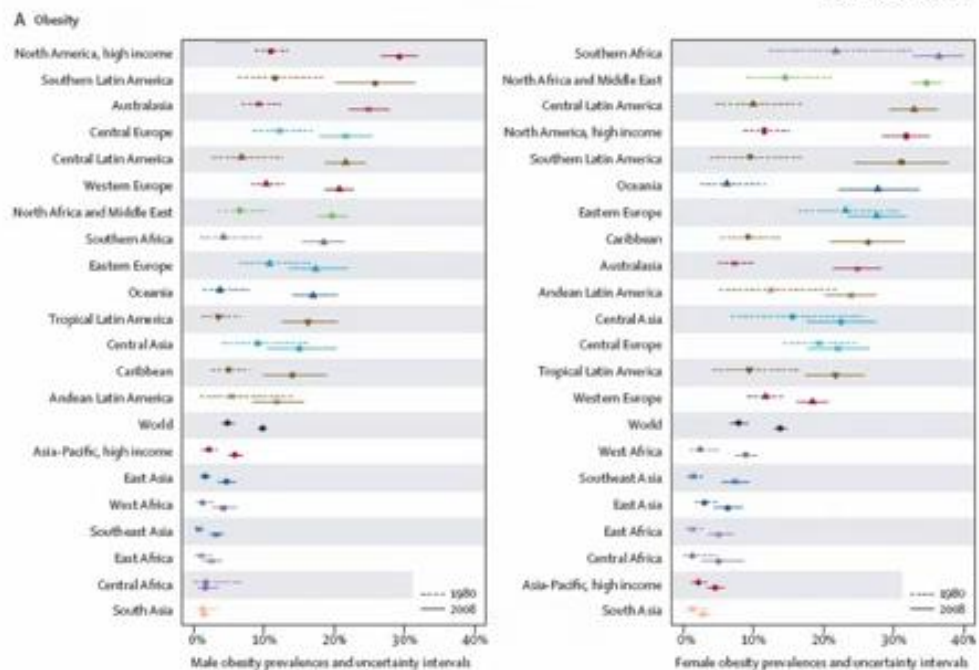 A Obesity
North America, high income
Southern Latin America
Australasia
Central Europe
Central Latin America
Western Europe
North Africa and Middle East
Southern Africa
Eastern Europe
Oceania
Tropical Latin America
Central Asia
Caribbean
Andean Latin America
World
Asia-Pacific, high income
East Asia
West Africa
Southeast Asia
East Africa
Central Africa
South Asia
1980
2008
0% 10% 20% 30% 40%
Male obesity prevalences and uncertainty intervals
Southern Africa
North Africa and Middle East
Central Latin America
North America, high income
Southern Latin America
Oceania
Eastern Europe
Caribbean
Australasia
Andean Latin America
Central Asia
Central Europe
Tropical Latin America
Western Europe
World
West Africa
Southeast Asia
East Asia
East Africa
Central Africa
Asia-Pacific, high income
South Asia
1980
2008
0% 10% 20% 30% 40%
Female obesity prevalences and uncertainty intervals